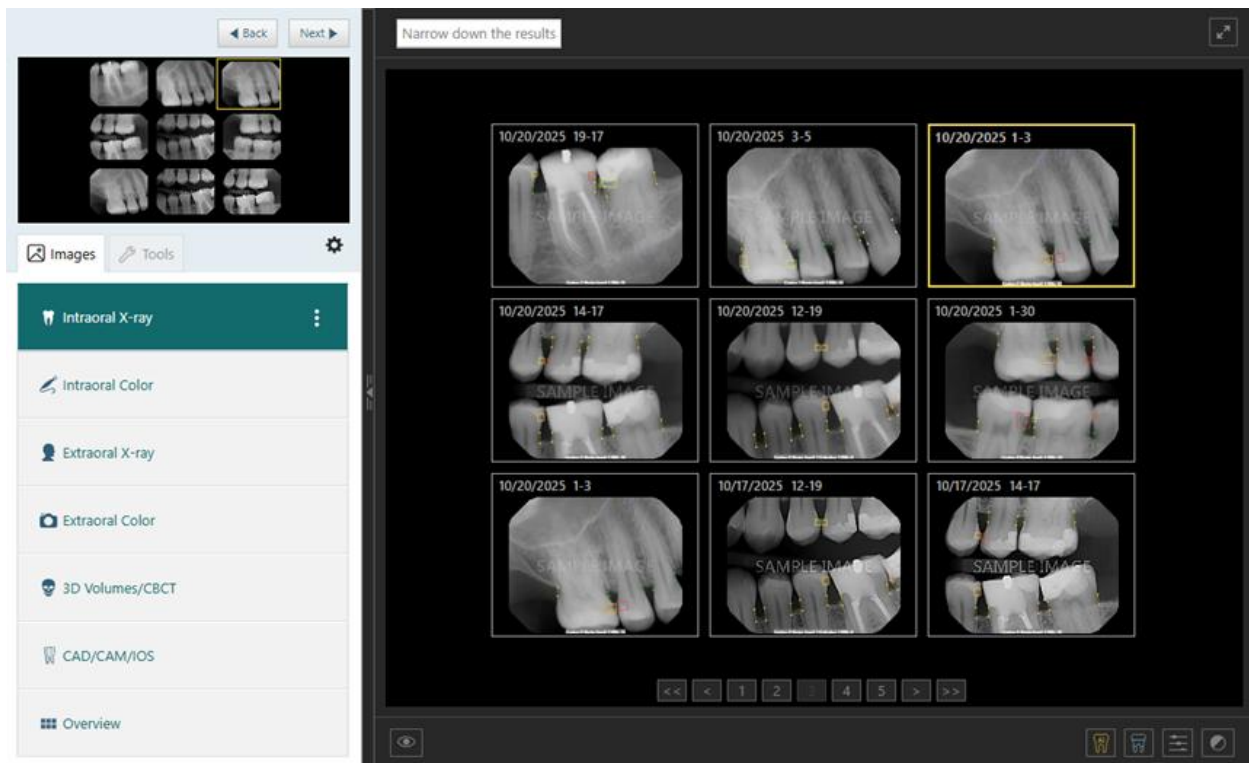 Back
Next
Narrow down the results
Images
Tools
Intraoral X-ray
Intraoral Color
Extraoral X-ray
Extraoral Color
3D Volumes/CBCT
CAD/CAM/IOS
Overview
10/20/2025 19-17
SAMPLE IMAGE
10/20/2025 3-5
SAMPLE IMAGE
10/20/2025 1-3
SAMPLE IMAGE
10/20/2025 14-17
SAMPLE IMAGE
10/20/2025 12-19
SAMPLE IMAGE
10/20/2025 1-30
SAMPLE IMAGE
10/20/2025 1-3
SAMPLE IMAGE
10/17/2025 12-19
SAMPLE IMAGE
10/17/2025 14-17
SAMPLE IMAGE
<< < 1 2 3 4 5 > >>